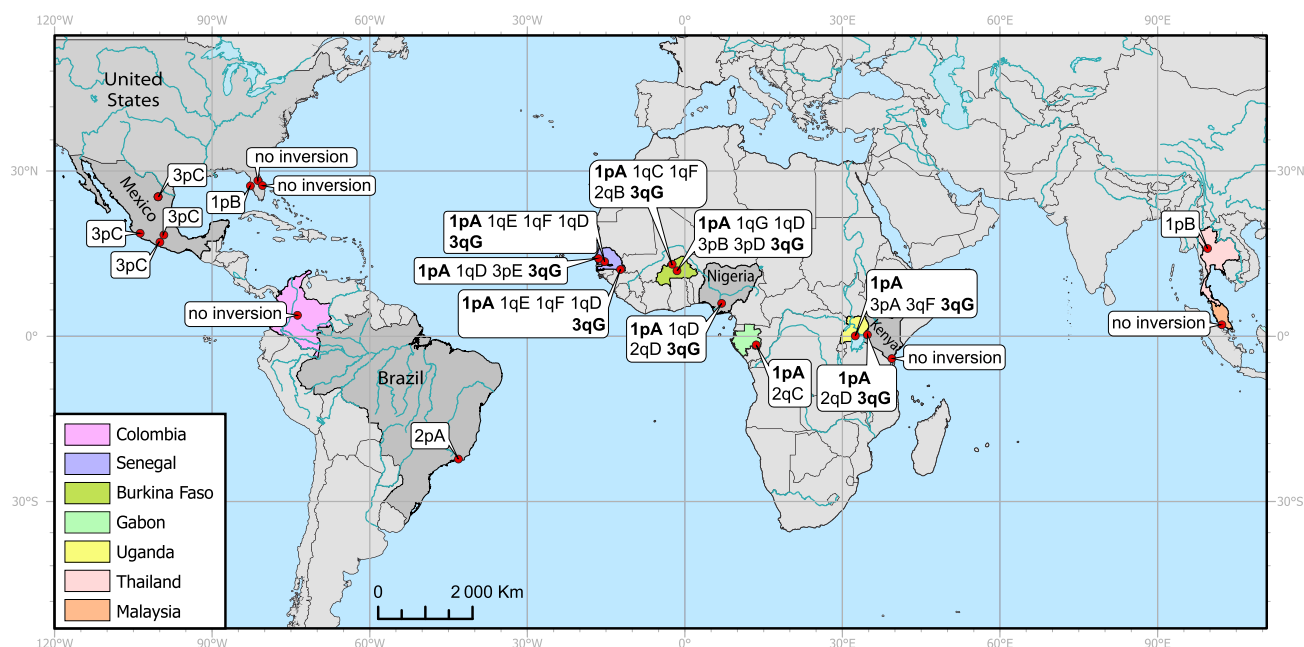 120°W 90°W 60°W 30°W 0° 30°E 60°E 90°E
United
States
no inversion
30°N
30°N
3pC
no inversion
1pB
Mexico
3pC
3pC
3pC
1pA 1qC 1qF
2qB 3qG
1pA 1qE 1qF 1qD
3qG
1pA 1qG 1qD
3pB 3pD 3qG
1pB
1pA 1qD 3pE 3qG
Nigeria
1pA
3pA 3qF 3qG
1pA 1qE 1qF 1qD
3qG
no inversion
no inversion
1pA 1qD
2qD 3qG
Kenya
0°
0°
no inversion
Brazil
1pA
2qC
1pA
2qD 3qG
2pA
Colombia
Senegal
Burkina Faso
Gabon
Uganda
Thailand
Malaysia
30°S
30°S
0 2 000 Km
120°W 90°W 60°W 30°W 0° 30°E 60°E 90°E